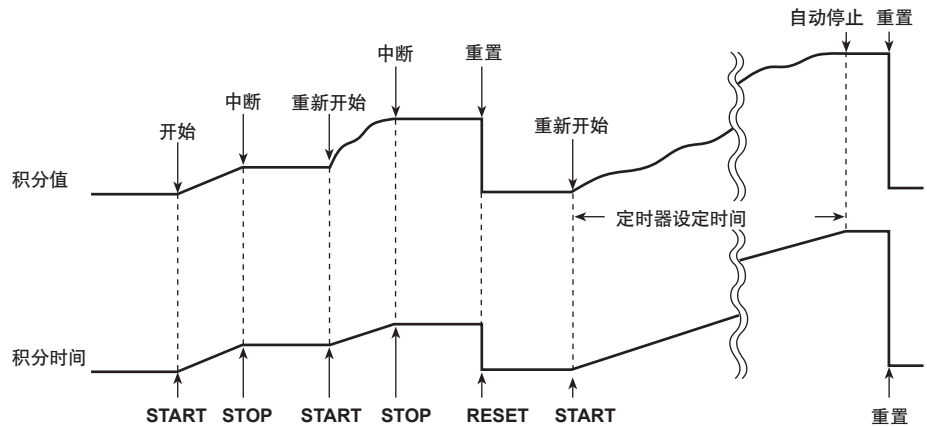 自动停止 重置
中断 重置
中断 重新开始
开始 重新开始
积分值
定时器设定时间
积分时间
START STOP START STOP RESET START 重置